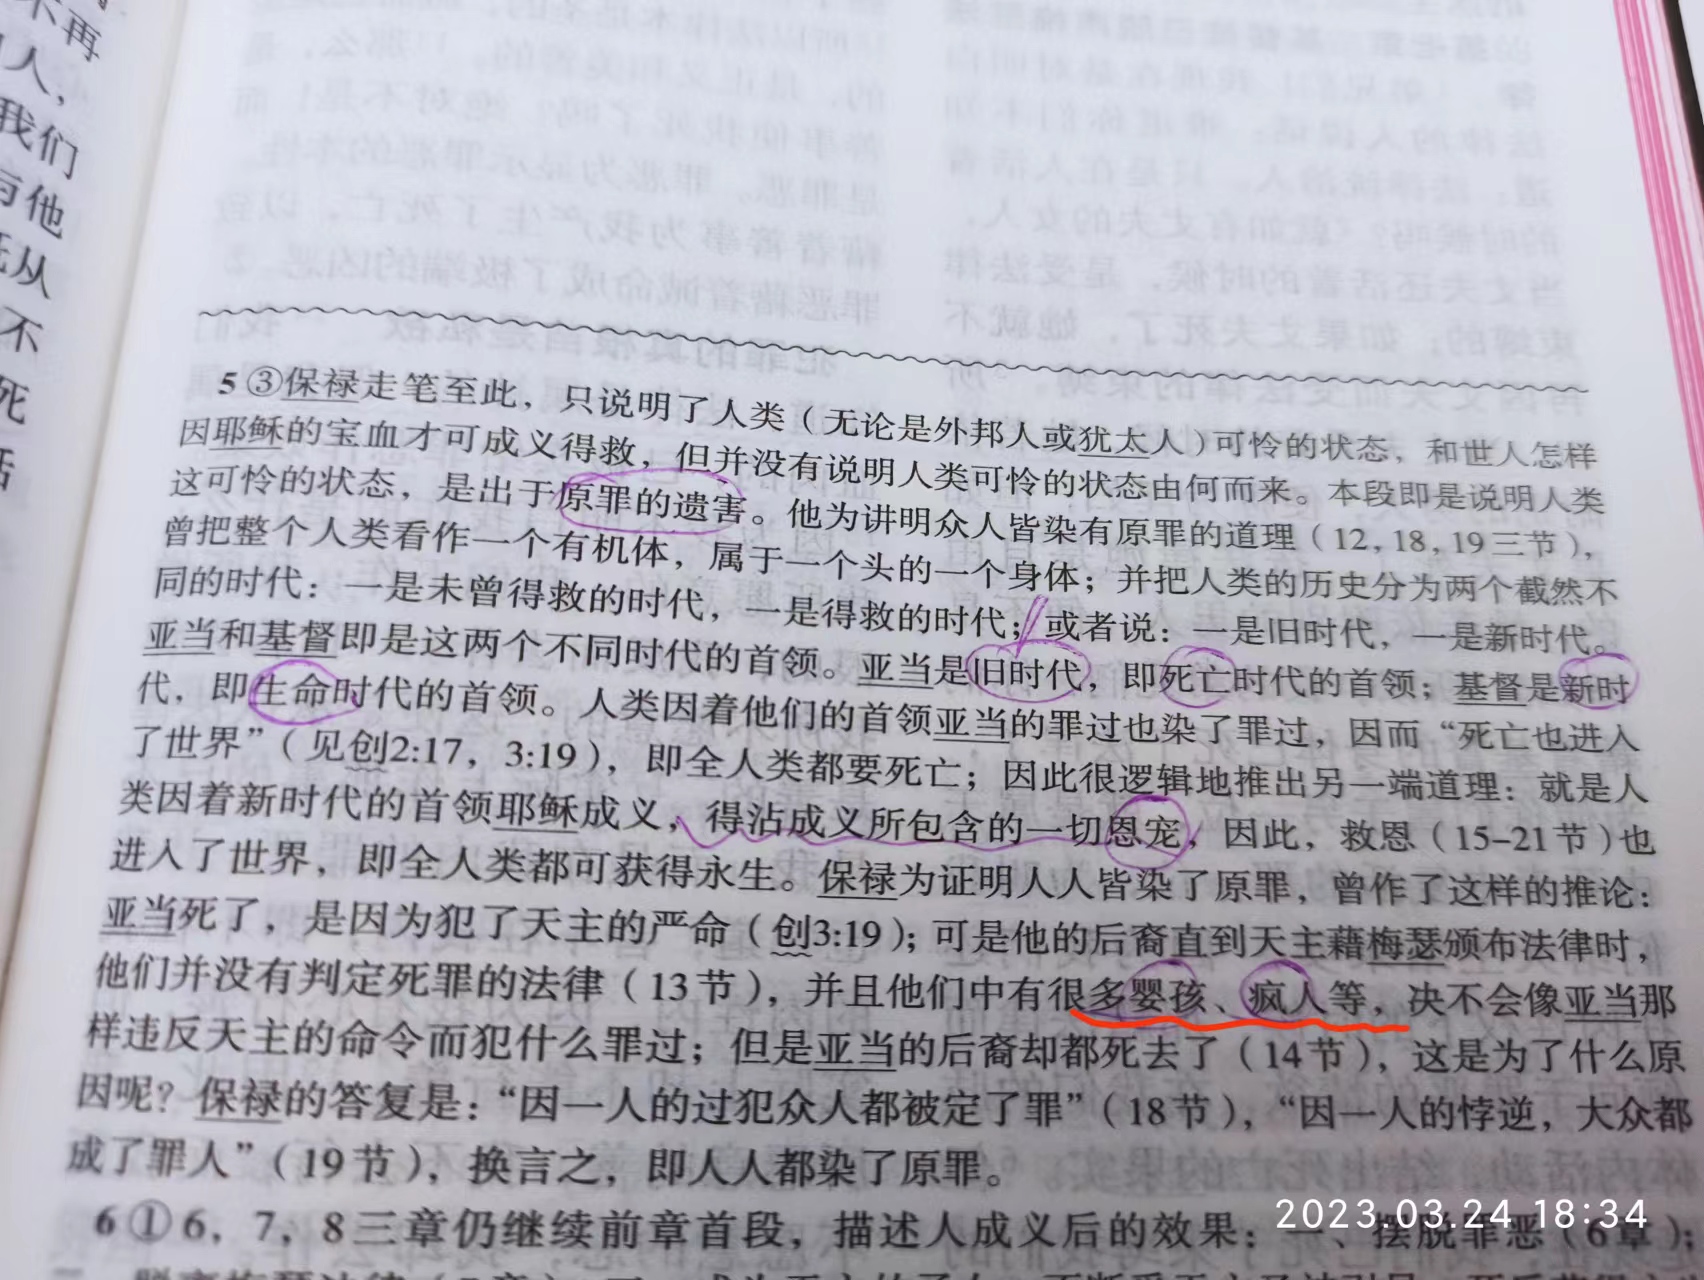 不再
人，
我们
与他
既从
不
死
活
5③保禄走笔至此，只说明了人类（无论是外邦人或犹太人）可怜的状态，和世人怎样
因耶稣的宝血才可成义得救，但并没有说明人类可怜的状态由何而来。本段即是说明人类
这可怜的状态，是出于原罪的遗害。他为讲明众人皆染有原罪的道理（12,18,19三节），
曾把整个人类看作一个有机体，属于一个头的一个身体；并把人类的历史分为两个截然不
同的时代：一是未曾得救的时代，一是得救的时代；或者说：一是旧时代，一是新时代。
亚当和基督即是这两个不同时代的首领。亚当是旧时代，即死亡时代的首领；基督是新时
代，即生命时代的首领。人类因着他们的首领亚当的罪过也染了罪过，因而“死亡也进入
了世界”（见创2:17，3:19），即全人类都要死亡；因此很逻辑地推出另一端道理：就是人
类因着新时代的首领耶稣成义，得沾成义所包含的一切恩宠，因此，救恩（15-21节）也
进入了世界，即全人类都可获得永生。保禄为证明人人皆染了原罪，曾作了这样的推论：
亚当死了，是因为犯了天主的严命（创3:19）；可是他的后裔直到天主藉梅瑟颁布法律时，
他们并没有判定死罪的法律（13节），并且他们中有很多婴孩、疯人等，决不会像亚当那
样违反天主的命令而犯什么罪过；但是亚当的后裔却都死去了（14节），这是为了什么原
因呢？保禄的答复是：“因一人的过犯众人都被定了罪”（18节），“因一人的悖逆，大众都
成了罪人”（19节），换言之，即人人都染了原罪。
6①6，7，8三章仍继续前章首段，描述人成义后的效果：一、摆脱罪恶（6章）；
2023.03.24 18:34